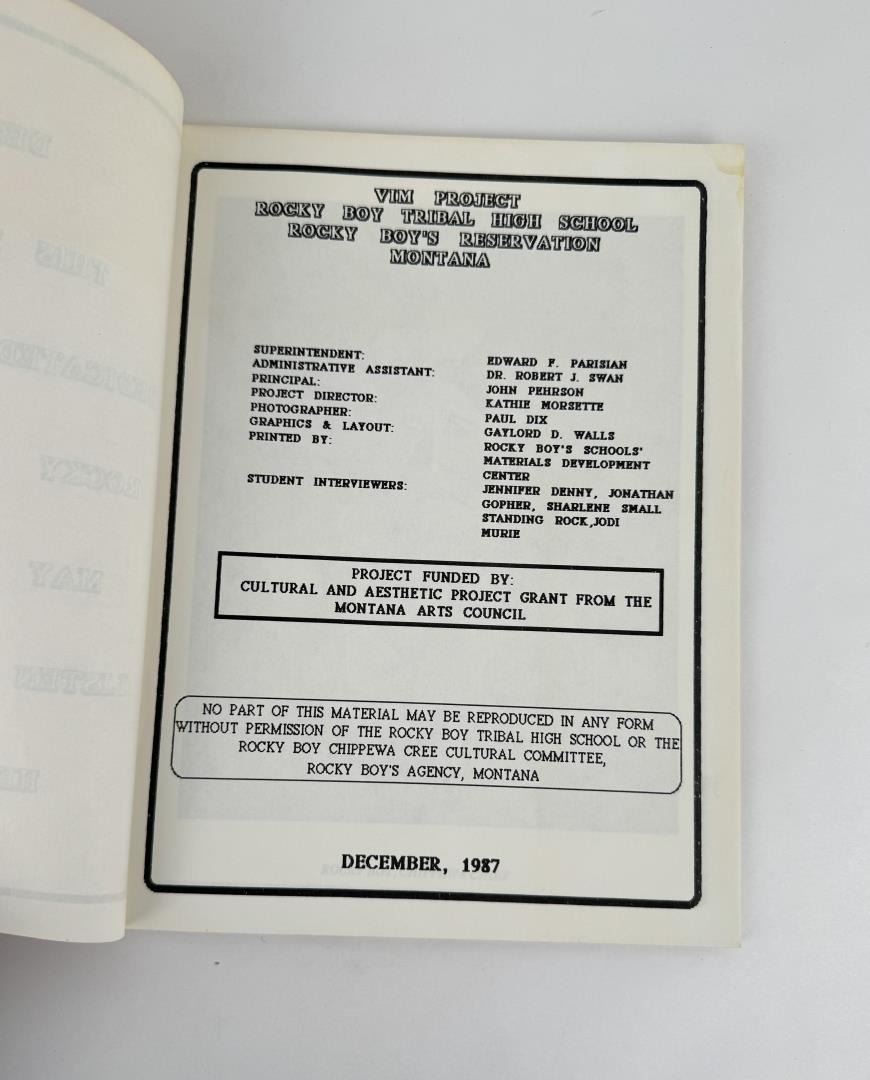 VIM PROJECT
ROCKY BOY TRIBAL HIGH SCHOOL
ROCKY BOY'S RESERVATION
MONTANA
SUPERINTENDENT: EDWARD F. PARISIAN
ADMINISTRATIVE ASSISTANT: DR. ROBERT J. SWAN
PRINCIPAL: JOHN PEHRSON
PROJECT DIRECTOR: KATHIE MORSETTE
PHOTOGRAPHER: PAUL DIX
GRAPHICS & LAYOUT: GAYLORD D. WALLS
PRINTED BY: ROCKY BOY'S SCHOOLS'
MATERIALS DEVELOPMENT
CENTER
STUDENT INTERVIEWERS: JENNIFER DENNY, JONATHAN
GOPHER, SHARLENE SMALL
STANDING ROCK,JODI
MURIE
PROJECT FUNDED BY:
CULTURAL AND AESTHETIC PROJECT GRANT FROM THE
MONTANA ARTS COUNCIL
NO PART OF THIS MATERIAL MAY BE REPRODUCED IN ANY FORM
WITHOUT PERMISSION OF THE ROCKY BOY TRIBAL HIGH SCHOOL OR THE
ROCKY BOY CHIPPEWA CREE CULTURAL COMMITTEE,
ROCKY BOY'S AGENCY, MONTANA
DECEMBER, 1987